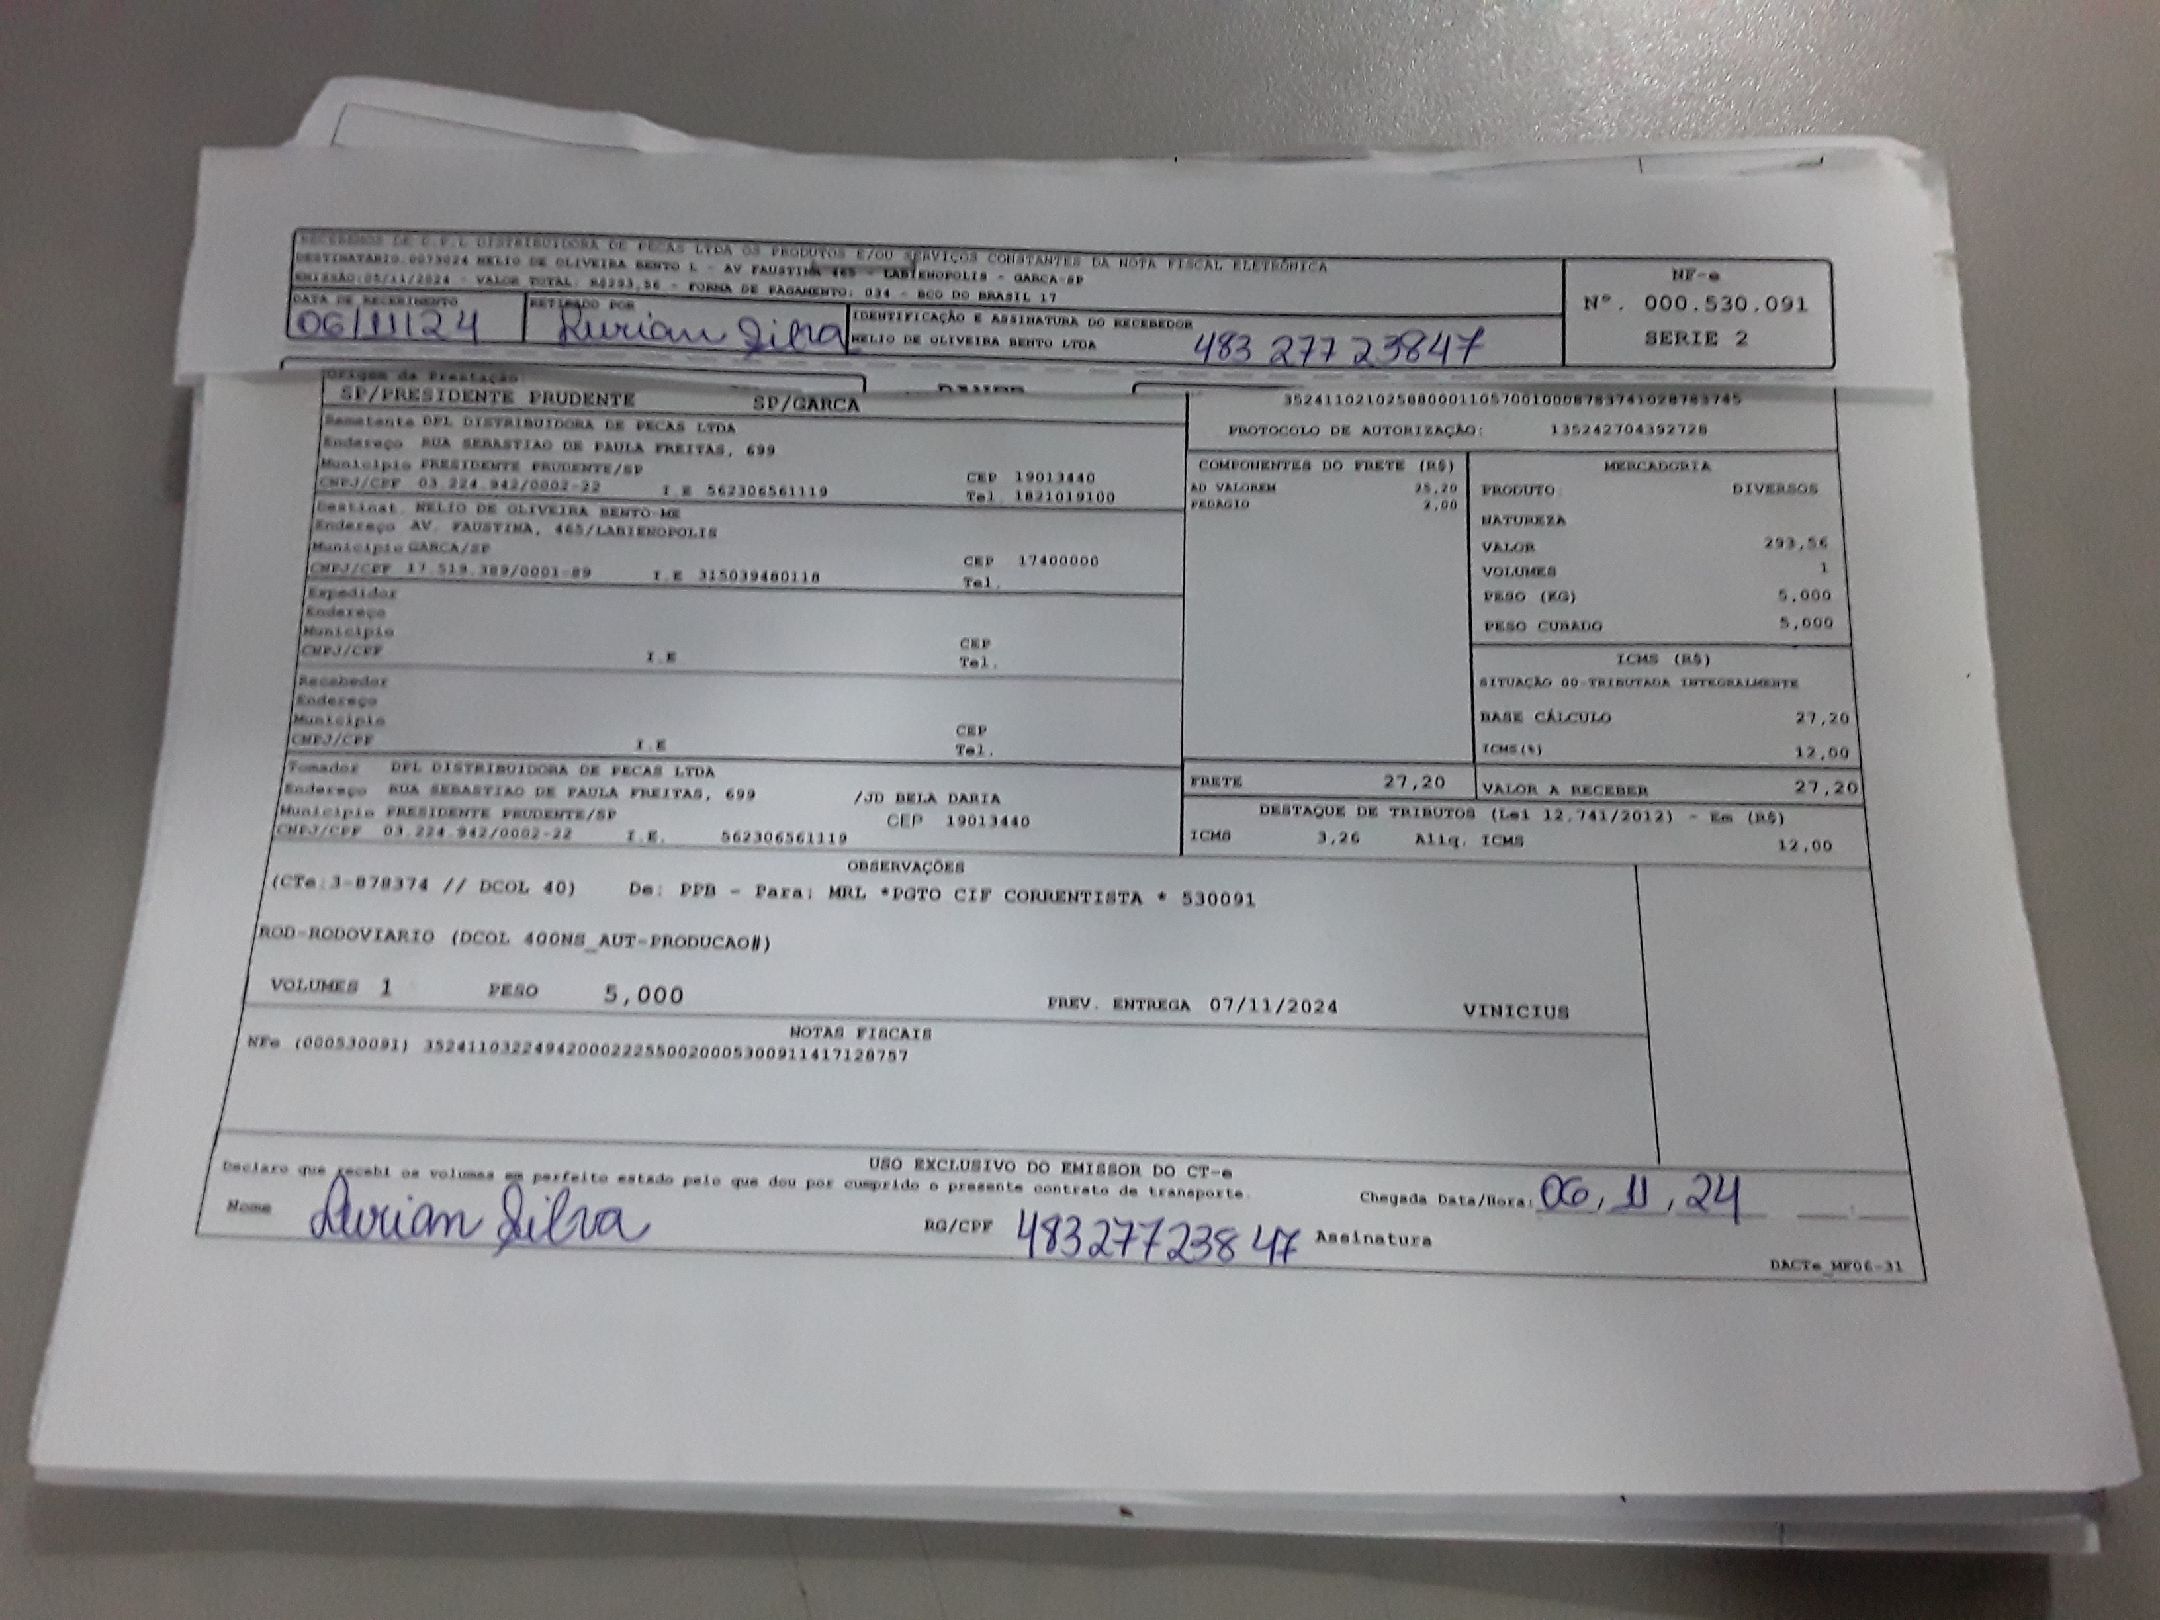 RECEBEMOS DE D.P.L DISTRIBUIDORA DE PECAS LTDA OS PRODUTOS E/OU SERVIÇOS CONSTANTES DA NOTA FISCAL ELETRÔNICA
DESTINATARIO.0073024 NELIO DE OLIVEIRA BENTO L - AV FAUSTINA 465 - LABIENOPOLIS - GARCA-SP
EMISSÃO:05/11/2024 - VALOR TOTAL: R$293,56 - FORMA DE PAGAMENTO: 034 - BCO DO BRASIL 17
NF-e
Nº. 000.530.091
SERIE 2
DATA DE RECEBIMENTO
06/11/24
RETIRADO POR
Lurian Silva
IDENTIFICAÇÃO E ASSINATURA DO RECEBEDOR
NELIO DE OLIVEIRA BENTO LTDA
483 277 23847
Origem da Prestação:
SP/PRESIDENTE PRUDENTE SP/GARCA
PROTOCOLO DE AUTORIZAÇÃO: 135242704392728
Remetente DPL DISTRIBUIDORA DE PECAS LTDA
Endereço RUA SEBASTIAO DE PAULA FREITAS, 699
Município PRESIDENTE PRUDENTE/SP CEP 19013440
CNPJ/CPF 03.224.942/0002-22 I.E 562306561119 Tel. 1821019100
Destinat. NELIO DE OLIVEIRA BENTO-ME
Endereço AV. FAUSTINA, 465/LABIENOPOLIS
Município GARCA/SP CEP 17400000
CNPJ/CPF 17.519.389/0001-89 I.E 315039480118 Tel.
Expedidor
Endereço
Município CEP
CNPJ/CPF I.E Tel.
Recebedor
Endereço
Município CEP
CNPJ/CPF I.E Tel.
Tomador DPL DISTRIBUIDORA DE PECAS LTDA
Endereço RUA SEBASTIAO DE PAULA FREITAS, 699 /JD BELA DARIA
Município PRESIDENTE PRUDENTE/SP CEP 19013440
CNPJ/CPF 03.224.942/0002-22 I.E. 562306561119
COMPONENTES DO FRETE (R$)
AD VALOREM 25,20
PEDAGIO 2,00
FRETE 27,20
MERCADORIA
PRODUTO: DIVERSOS
NATUREZA
VALOR 293,56
VOLUMES 1
PESO (KG) 5,000
PESO CUBADO 5,000
ICMS (R$)
SITUAÇÃO 00-TRIBUTADA INTEGRALMENTE
BASE CÁLCULO 27,20
ICMS(%) 12,00
VALOR A RECEBER 27,20
DESTAQUE DE TRIBUTOS (Lei 12.741/2012) - Em (R$)
ICMS 3,26 Aliq. ICMS 12,00
OBSERVAÇÕES
(CTe:3-878374 // DCOL 40) De: PPB - Para: MRL *PGTO CIF CORRENTISTA * 530091
ROD-RODOVIARIO (DCOL 400NS_AUT-PRODUCAO#)
VOLUMES 1 PESO 5,000 PREV. ENTREGA 07/11/2024 VINICIUS
NOTAS FISCAIS
NFe (000530091) 35241103224942000222550020005300911417128757
USO EXCLUSIVO DO EMISSOR DO CT-e
Declaro que recebi os volumes em perfeito estado pelo que dou por cumprido o presente contrato de transporte.
Chegada Data/Hora: 06, 11, 24
Nome Lurian Silva RG/CPF 48327723847 Assinatura
DACTe_MF06-31